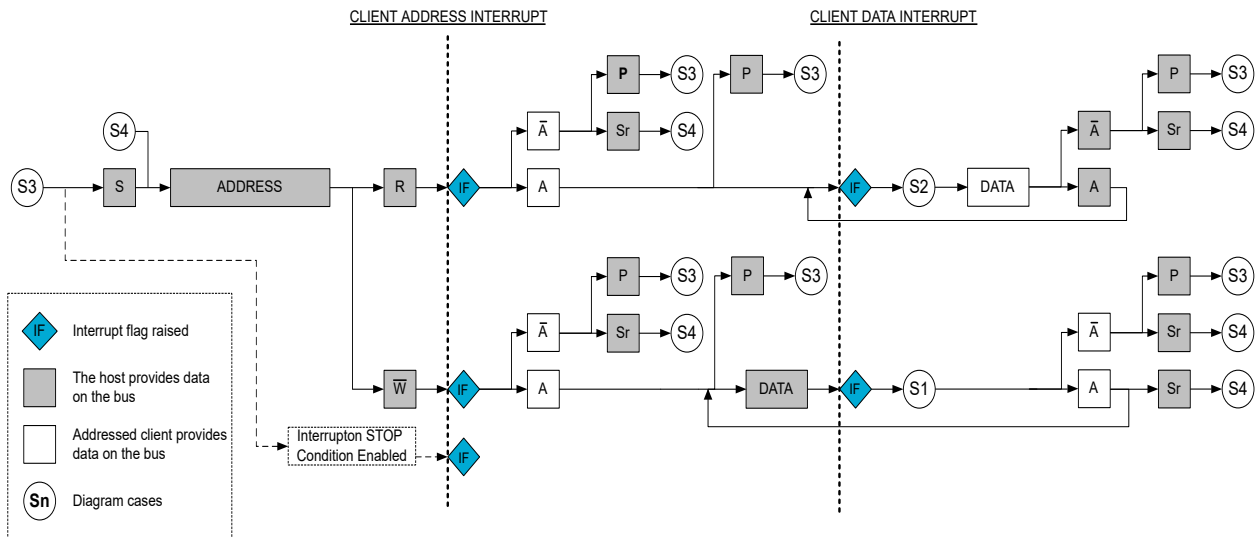 CLIENT ADDRESS INTERRUPT
CLIENT DATA INTERRUPT
P
S3
P
S3
P
S3
S4
A̅
Sr
S4
A̅
Sr
S4
S3
S
ADDRESS
R
IF
A
IF
S2
DATA
A
P
S3
P
S3
P
S3
IF
Interrupt flag raised
A̅
Sr
S4
A̅
Sr
S4
The host provides data
on the bus
W̅
IF
A
DATA
IF
S1
A
Sr
S4
Addressed client provides
data on the bus
Interrupton STOP
Condition Enabled
IF
Sn
Diagram cases